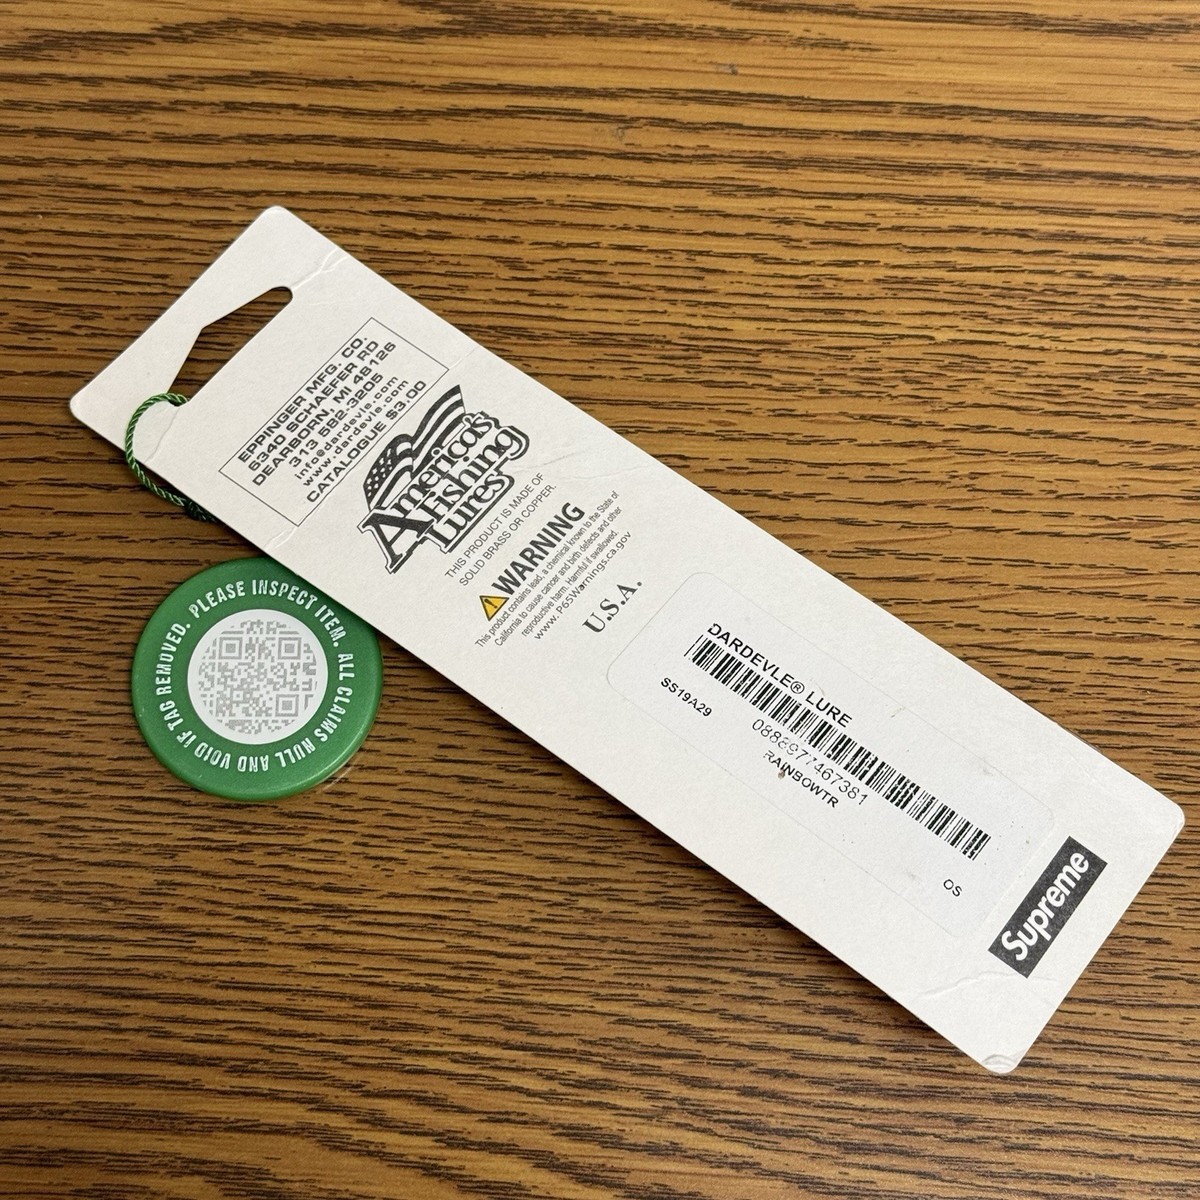 EPPINGER MFG. CO.
6340 SCHAEFER RD
DEARBORN, MI 48126
313 582-3205
info@dardevle.com
www.dardevle.com
CATALOGUE $3.00
America's
Fishing
Lures
THIS PRODUCT IS MADE OF
SOLID BRASS OR COPPER.
WARNING
This product contains lead, a chemical known to the State of
California to cause cancer and birth defects and other
reproductive harm. Harmful if swallowed.
www.P65Warnings.ca.gov
U.S.A.
DARDEVLE® LURE
SS19A29
0888977467381
RAINBOWTR
OS
Supreme
PLEASE INSPECT ITEM. ALL CLAIMS NULL AND VOID IF TAG REMOVED.